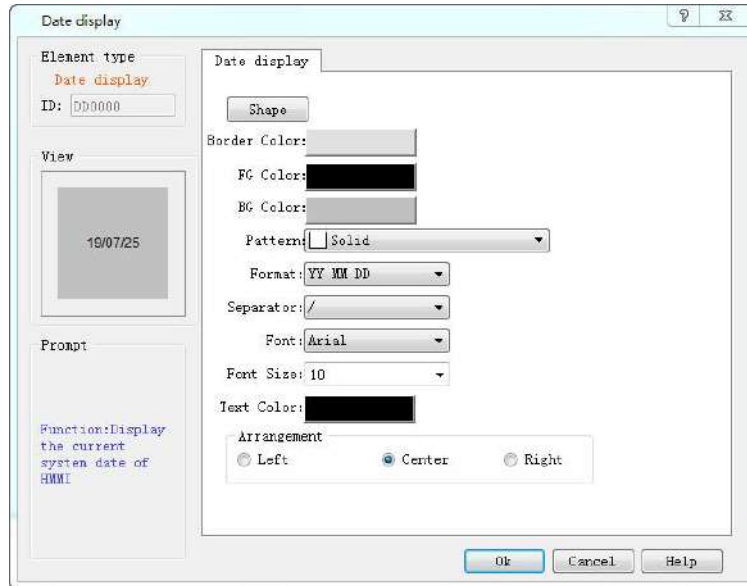 Date display
Element type
Date display
ID: DD0000
View
19/07/25
Prompt
Function:Display
the current
system date of
HMMI
Date display
Shape
Border Color:
FG Color:
BG Color:
Pattern: Solid
Format: YY MM DD
Separator: /
Font: Arial
Font Size: 10
Text Color:
Arrangement
Left Center Right
Ok Cancel Help